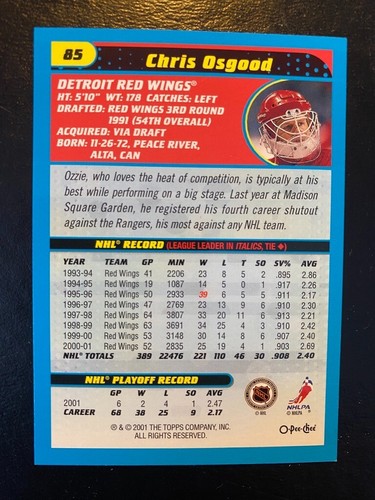 85
Chris Osgood
DETROIT RED WINGS®
HT: 5'10" WT: 178 CATCHES: LEFT
DRAFTED: RED WINGS 3RD ROUND
1991 (54TH OVERALL)
ACQUIRED: VIA DRAFT
BORN: 11-26-72, PEACE RIVER,
ALTA, CAN
Ozzie, who loves the heat of competition, is typically at his
best while performing on a big stage. Last year at Madison
Square Garden, he registered his fourth career shutout
against the Rangers, his most against any NHL team.
NHL® RECORD (LEAGUE LEADER IN ITALICS, TIE ◆)
YEAR TEAM GP MIN W L T SO SV% AVG
1993-94 Red Wings 41 2206 23 8 5 2 .895 2.86
1994-95 Red Wings 19 1087 14 5 0 1 .917 2.26
1995-96 Red Wings 50 2933 39 6 5 5 .911 2.17
1996-97 Red Wings 47 2769 23 13 9 6 .910 2.30
1997-98 Red Wings 64 3807 33 20 11 6 .913 2.21
1998-99 Red Wings 63 3691 34 25 4 3 .910 2.42
1999-00 Red Wings 53 3148 30 14 8 6 .907 2.40
2000-01 Red Wings 52 2835 25 19 4 1 .903 2.69
NHL® TOTALS 389 22476 221 110 46 30 .908 2.40
NHL® PLAYOFF RECORD
GP W L SO AVG
2001 6 2 4 1 2.47
CAREER 68 38 25 9 2.17
® & © 2001 THE TOPPS COMPANY, INC.
ALL RIGHTS RESERVED.
© NHL
NHLPA
© NHLPA
O-Pee-Chee